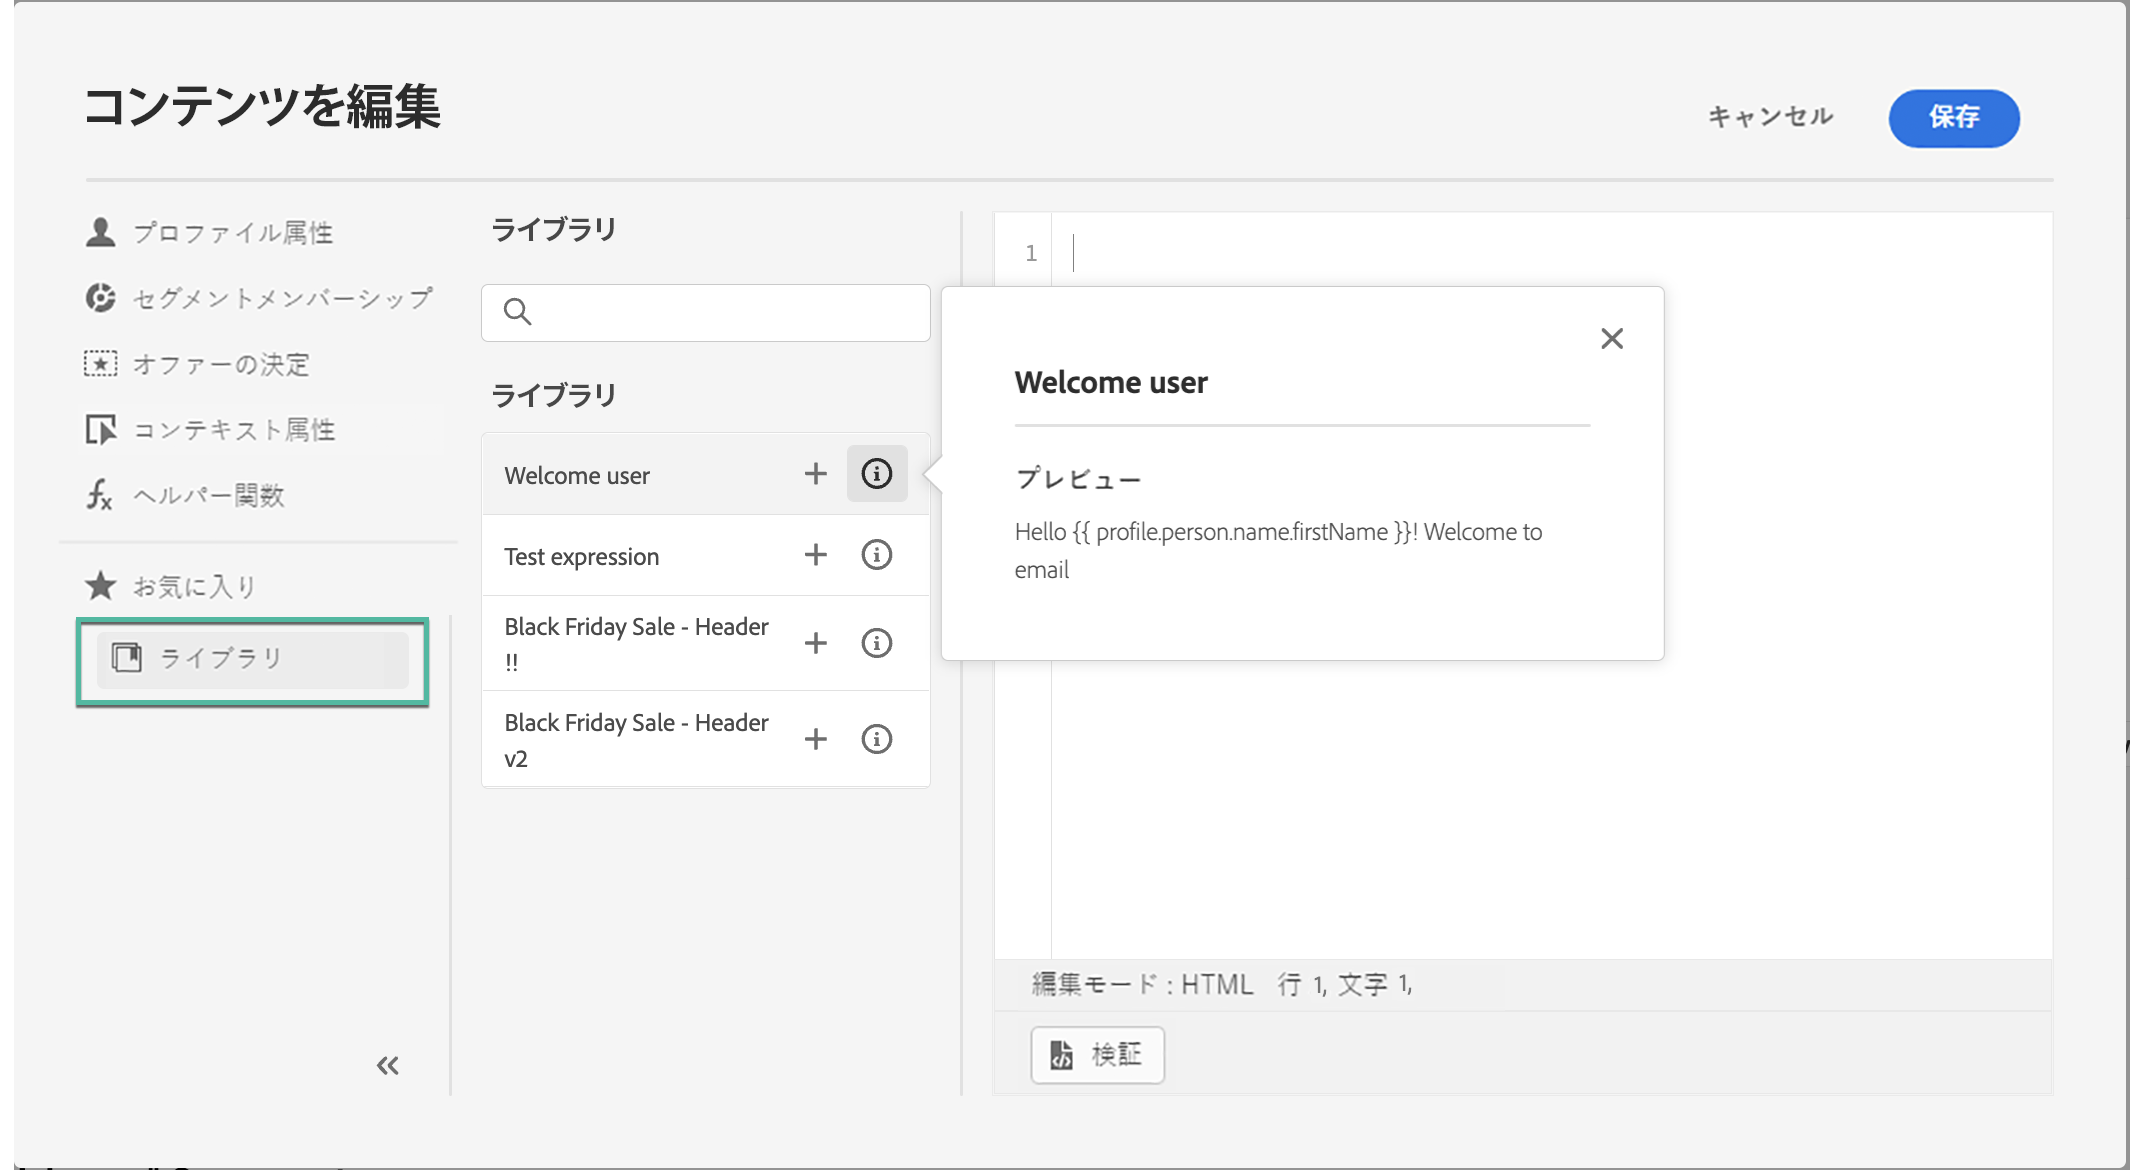 コンテンツを編集
キャンセル
保存
プロファイル属性
セグメントメンバーシップ
オファーの決定
コンテキスト属性
ヘルパー関数
お気に入り
ライブラリ
ライブラリ
ライブラリ
Welcome user
Test expression
Black Friday Sale - Header
!!
Black Friday Sale - Header
v2
1
Welcome user
プレビュー
Hello {{ profile.person.name.firstName }}! Welcome to
email
編集モード : HTML 行 1, 文字 1,
検証